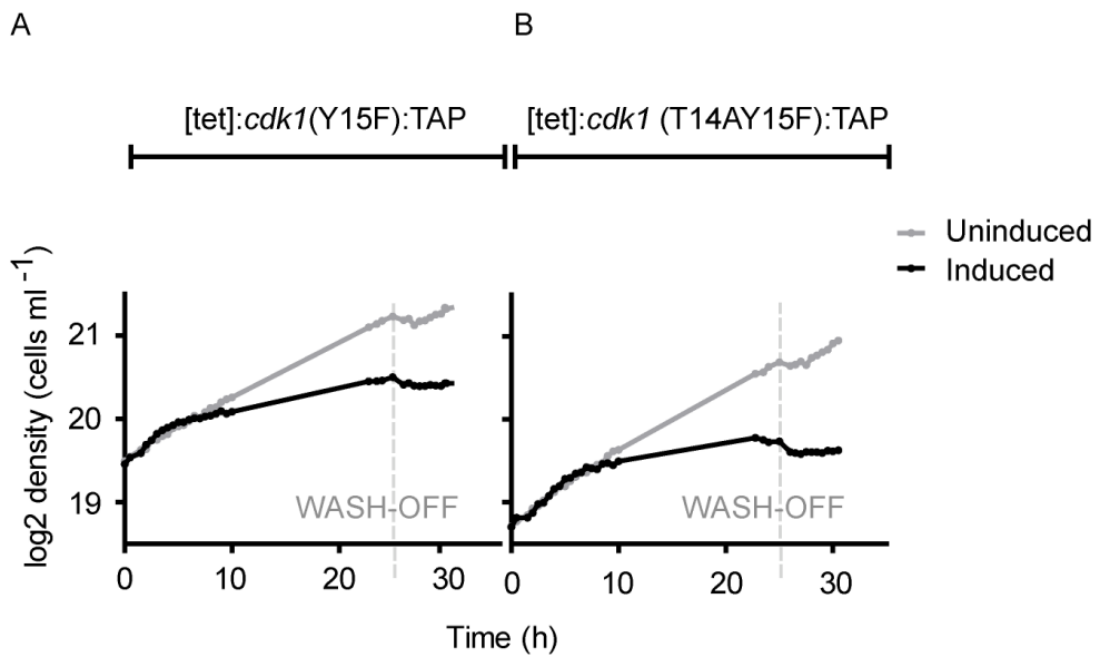 A B
[tet]:cdk1(Y15F):TAP [tet]:cdk1 (T14AY15F):TAP
Uninduced
Induced
log2 density (cells ml -1)
21
20
19
WASH-OFF WASH-OFF
0 10 20 30 0 10 20 30
Time (h)